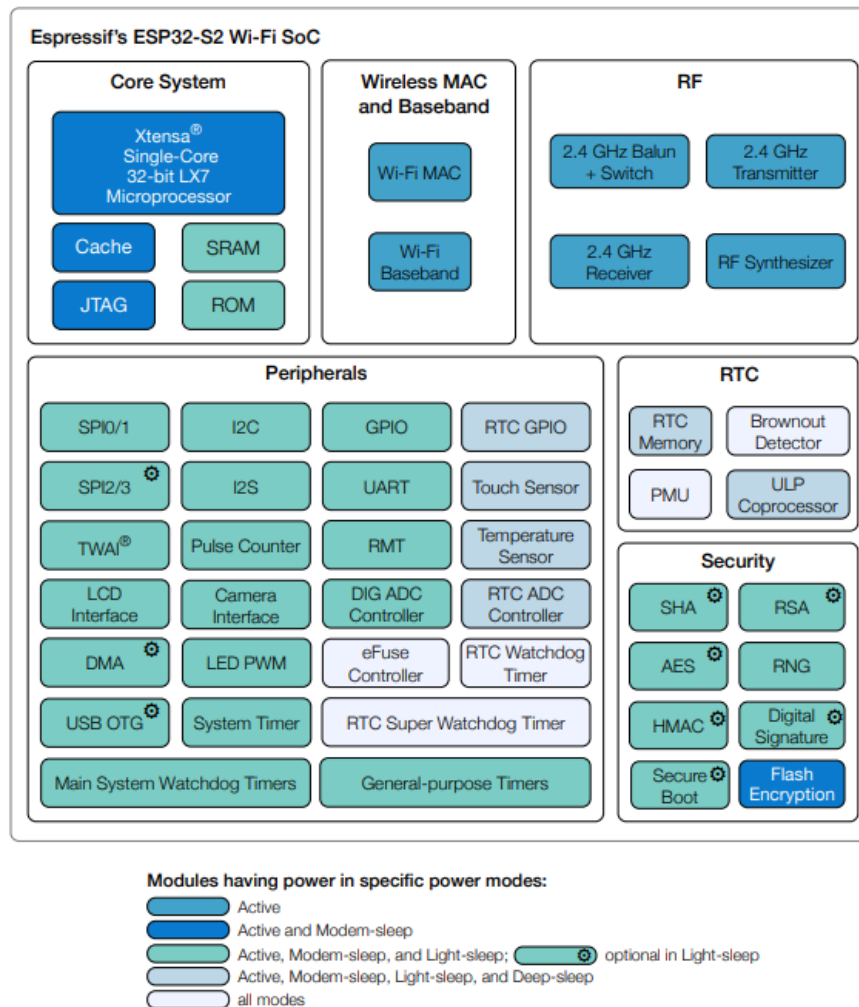 Espressif's ESP32-S2 Wi-Fi SoC
Core System
Xtensa®
Single-Core
32-bit LX7
Microprocessor
Cache
SRAM
JTAG
ROM
Wireless MAC
and Baseband
Wi-Fi MAC
Wi-Fi
Baseband
RF
2.4 GHz Balun
+ Switch
2.4 GHz
Transmitter
2.4 GHz
Receiver
RF Synthesizer
Peripherals
SPI0/1
I2C
GPIO
RTC GPIO
SPI2/3
I2S
UART
Touch Sensor
TWAI®
Pulse Counter
RMT
Temperature
Sensor
LCD
Interface
Camera
Interface
DIG ADC
Controller
RTC ADC
Controller
DMA
LED PWM
eFuse
Controller
RTC Watchdog
Timer
USB OTG
System Timer
RTC Super Watchdog Timer
Main System Watchdog Timers
General-purpose Timers
RTC
RTC
Memory
Brownout
Detector
PMU
ULP
Coprocessor
Security
SHA
RSA
AES
RNG
HMAC
Digital
Signature
Secure
Boot
Flash
Encryption
Modules having power in specific power modes:
Active
Active and Modem-sleep
Active, Modem-sleep, and Light-sleep; optional in Light-sleep
Active, Modem-sleep, Light-sleep, and Deep-sleep
all modes